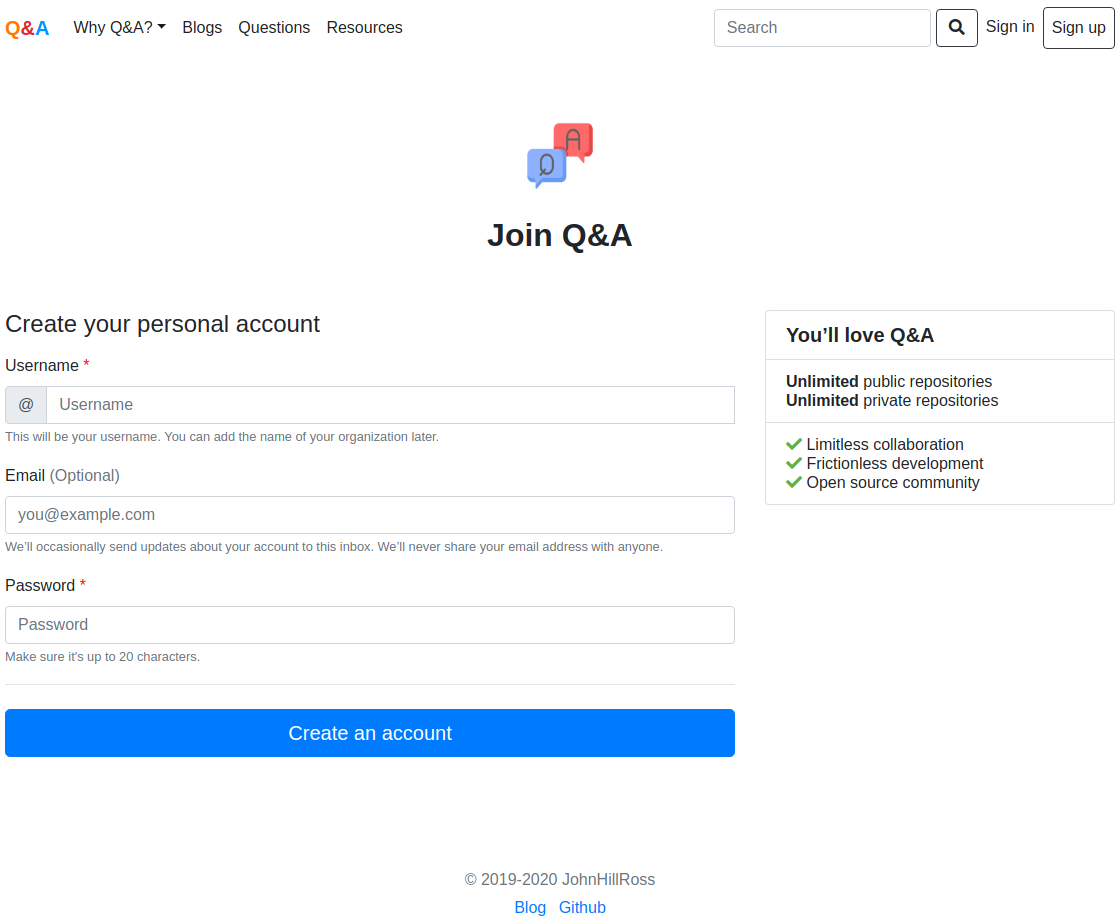 Q&A Why Q&A? Blogs Questions Resources Search Sign in Sign up
A
Q
Join Q&A
Create your personal account
Username *
@ Username
This will be your username. You can add the name of your organization later.
Email (Optional)
you@example.com
We’ll occasionally send updates about your account to this inbox. We’ll never share your email address with anyone.
Password *
Password
Make sure it's up to 20 characters.
Create an account
You’ll love Q&A
Unlimited public repositories
Unlimited private repositories
Limitless collaboration
Frictionless development
Open source community
© 2019-2020 JohnHillRoss
Blog Github